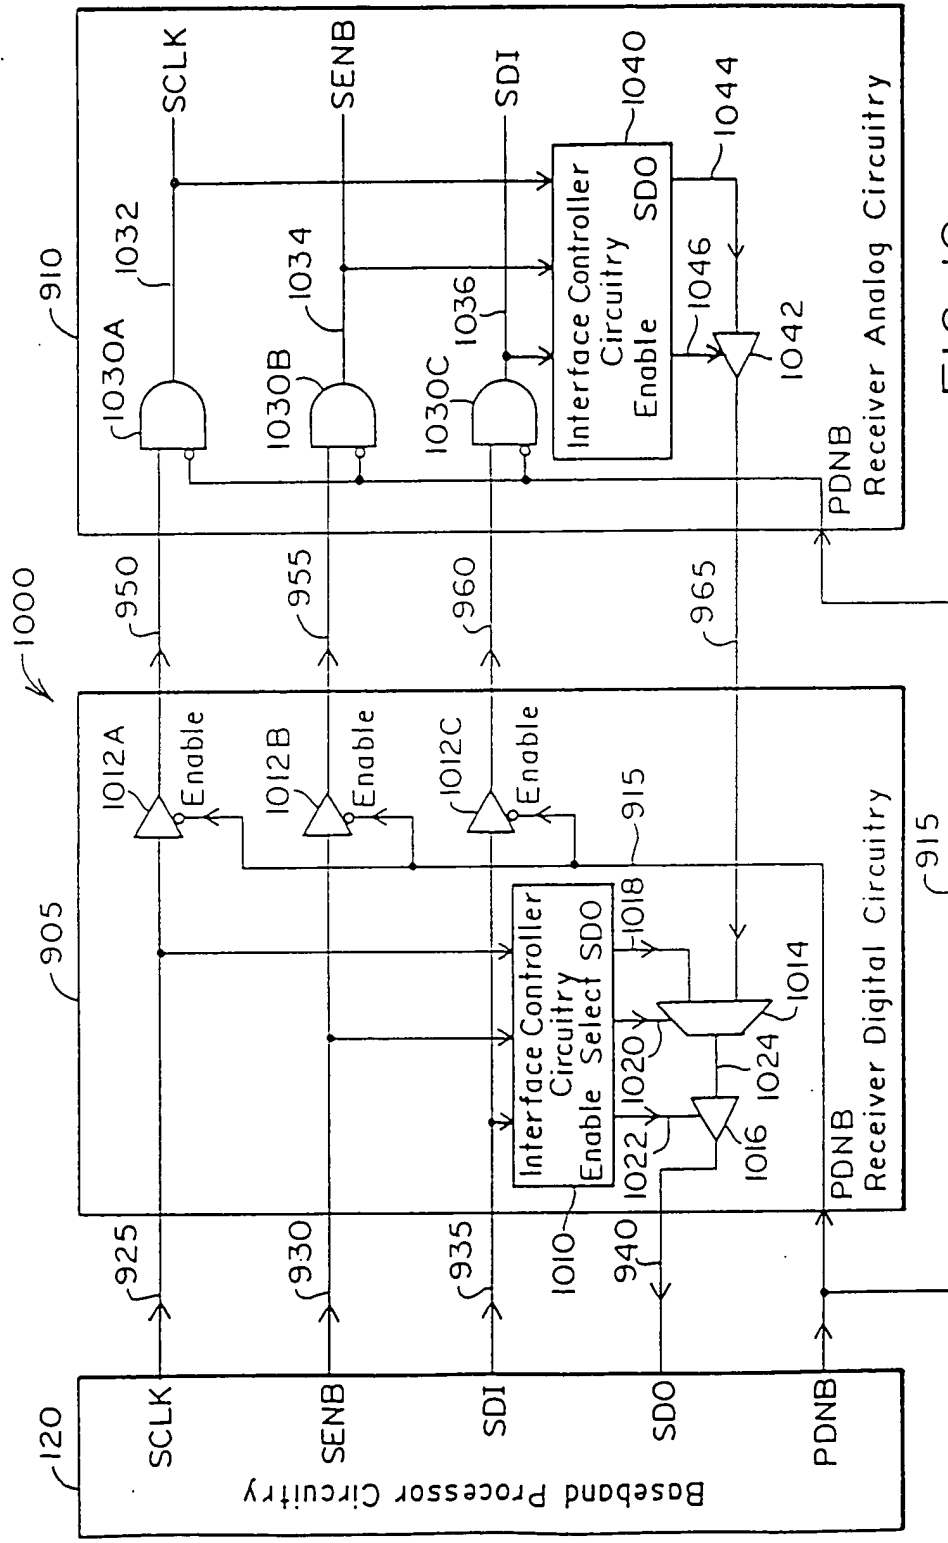 1000
120
Baseband Processor Circuitry
SCLK
SENB
SDI
SDO
PDNB
925
930
935
940
905
1012A
Enable
1012B
Enable
1012C
Enable
915
Interface Controller
Circuitry
Enable Select SDO
1010
1018
1020
1022
1014
1024
1016
PDNB
Receiver Digital Circuitry
915
950
955
960
965
910
1030A
1030B
1030C
1032
1034
1036
SCLK
SENB
SDI
Interface Controller
Circuitry
Enable SDO
1040
1044
1046
1042
PDNB
Receiver Analog Circuitry